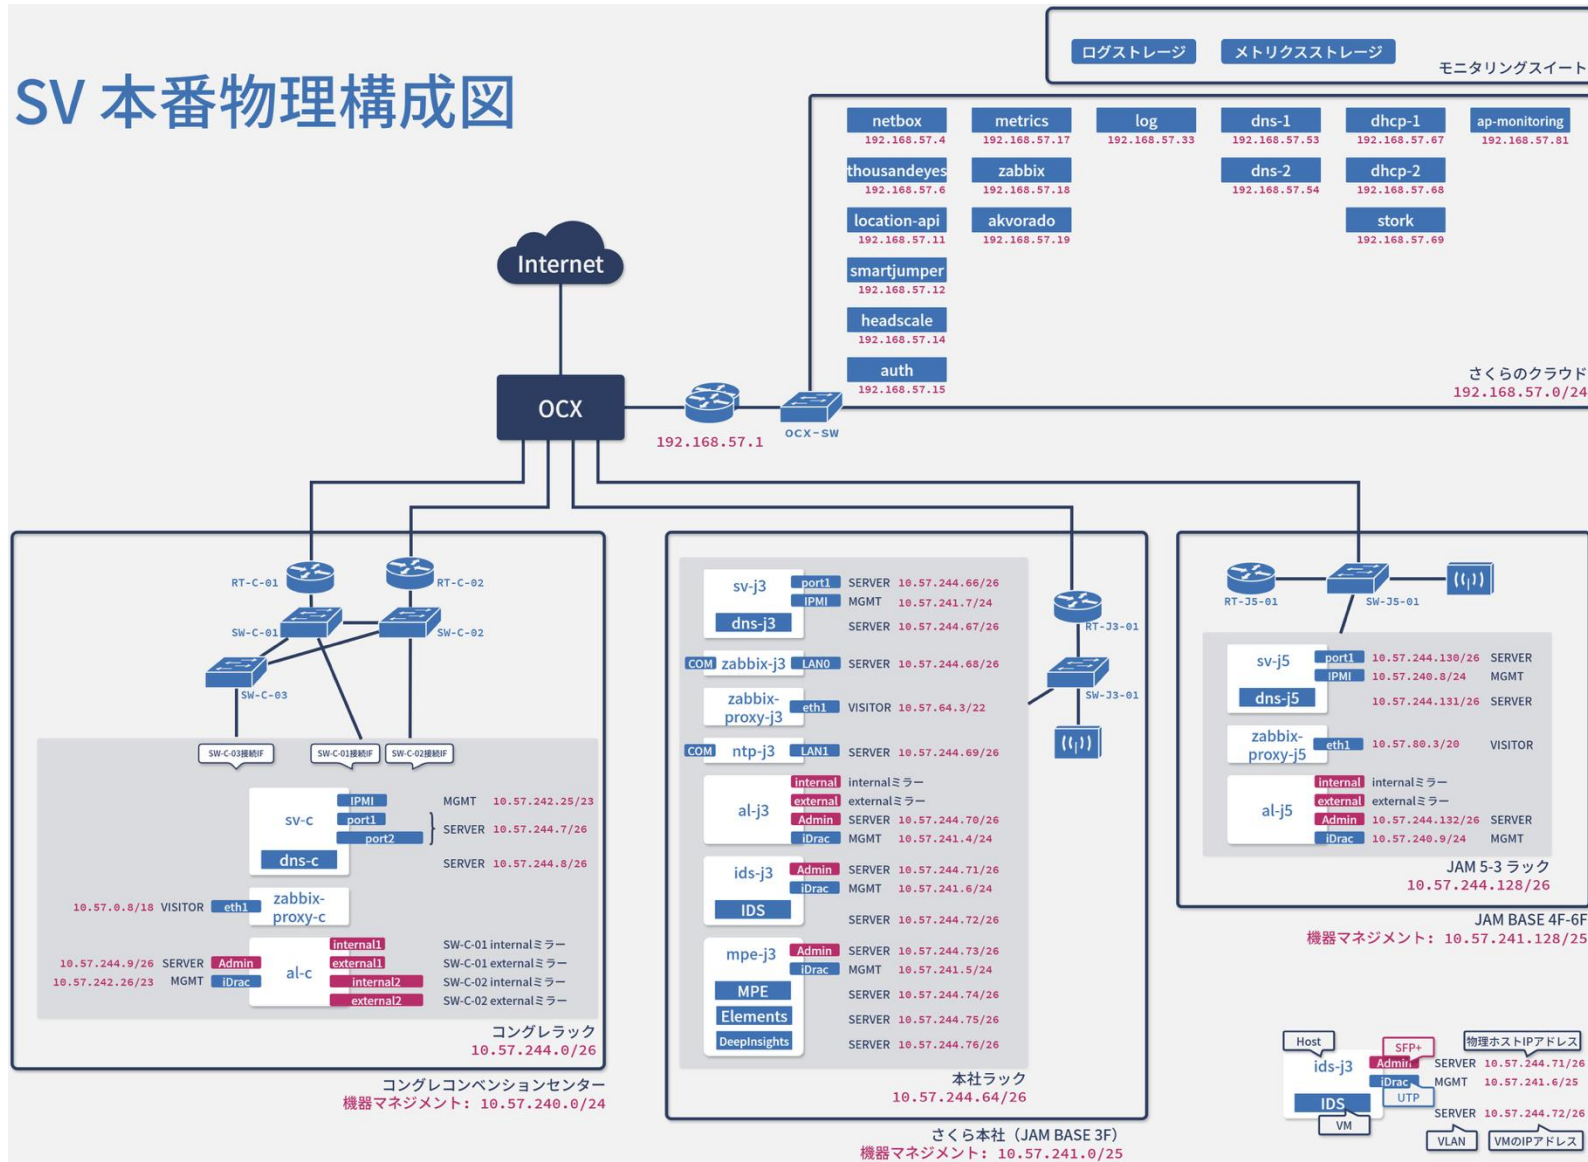 SV 本番物理構成図
ログストレージ
メトリクスストレージ
モニタリングスイート
netbox
192.168.57.4
metrics
192.168.57.17
log
192.168.57.33
dns-1
192.168.57.53
dhcp-1
192.168.57.67
ap-monitoring
192.168.57.81
thousandeyes
192.168.57.6
zabbix
192.168.57.18
dns-2
192.168.57.54
dhcp-2
192.168.57.68
location-api
192.168.57.11
akvorado
192.168.57.19
stork
192.168.57.69
smartjumper
192.168.57.12
headscale
192.168.57.14
auth
192.168.57.15
さくらのクラウド
192.168.57.0/24
Internet
OCX
192.168.57.1
OCX-SW
RT-C-01
RT-C-02
SW-C-01
SW-C-02
SW-C-03
SW-C-03接続IF
SW-C-01接続IF
SW-C-02接続IF
sv-c
IPMI
MGMT 10.57.242.25/23
port1
port2
SERVER 10.57.244.7/26
dns-c
SERVER 10.57.244.8/26
10.57.0.8/18 VISITOR eth1
zabbix-
proxy-c
al-c
internal1
SW-C-01 internalミラー
10.57.244.9/26 SERVER Admin
external1
SW-C-01 externalミラー
10.57.242.26/23 MGMT iDrac
internal2
SW-C-02 internalミラー
external2
SW-C-02 externalミラー
コングレラック
10.57.244.0/26
コングレコンベンションセンター
機器マネジメント: 10.57.240.0/24
sv-j3
port1 SERVER 10.57.244.66/26
IPMI MGMT 10.57.241.7/24
dns-j3
SERVER 10.57.244.67/26
COM zabbix-j3 LAN0 SERVER 10.57.244.68/26
zabbix-
proxy-j3
eth1 VISITOR 10.57.64.3/22
COM ntp-j3 LAN1 SERVER 10.57.244.69/26
al-j3
internal internalミラー
external externalミラー
Admin SERVER 10.57.244.70/26
iDrac MGMT 10.57.241.4/24
ids-j3
Admin SERVER 10.57.244.71/26
iDrac MGMT 10.57.241.6/24
IDS
SERVER 10.57.244.72/26
mpe-j3
Admin SERVER 10.57.244.73/26
iDrac MGMT 10.57.241.5/24
MPE
SERVER 10.57.244.74/26
Elements
SERVER 10.57.244.75/26
DeepInsights
SERVER 10.57.244.76/26
RT-J3-01
SW-J3-01
本社ラック
10.57.244.64/26
さくら本社（JAM BASE 3F）
機器マネジメント: 10.57.241.0/25
RT-J5-01
SW-J5-01
sv-j5
port1 10.57.244.130/26 SERVER
IPMI 10.57.240.8/24 MGMT
dns-j5
10.57.244.131/26 SERVER
zabbix-
proxy-j5
eth1 10.57.80.3/20 VISITOR
al-j5
internal internalミラー
external externalミラー
Admin 10.57.244.132/26 SERVER
iDrac 10.57.240.9/24 MGMT
JAM 5-3 ラック
10.57.244.128/26
JAM BASE 4F-6F
機器マネジメント: 10.57.241.128/25
Host
SFP+
物理ホストIPアドレス
ids-j3
Admin SERVER 10.57.244.71/26
iDrac MGMT 10.57.241.6/25
UTP
IDS
SERVER 10.57.244.72/26
VM
VLAN
VMのIPアドレス